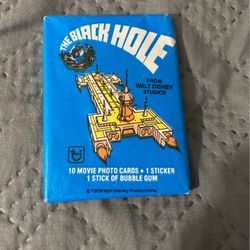 THE BLACK HOLE
FROM
WALT DISNEY
STUDIOS
10 MOVIE PHOTO CARDS • 1 STICKER
1 STICK OF BUBBLE GUM
© 1979 Walt Disney Productions